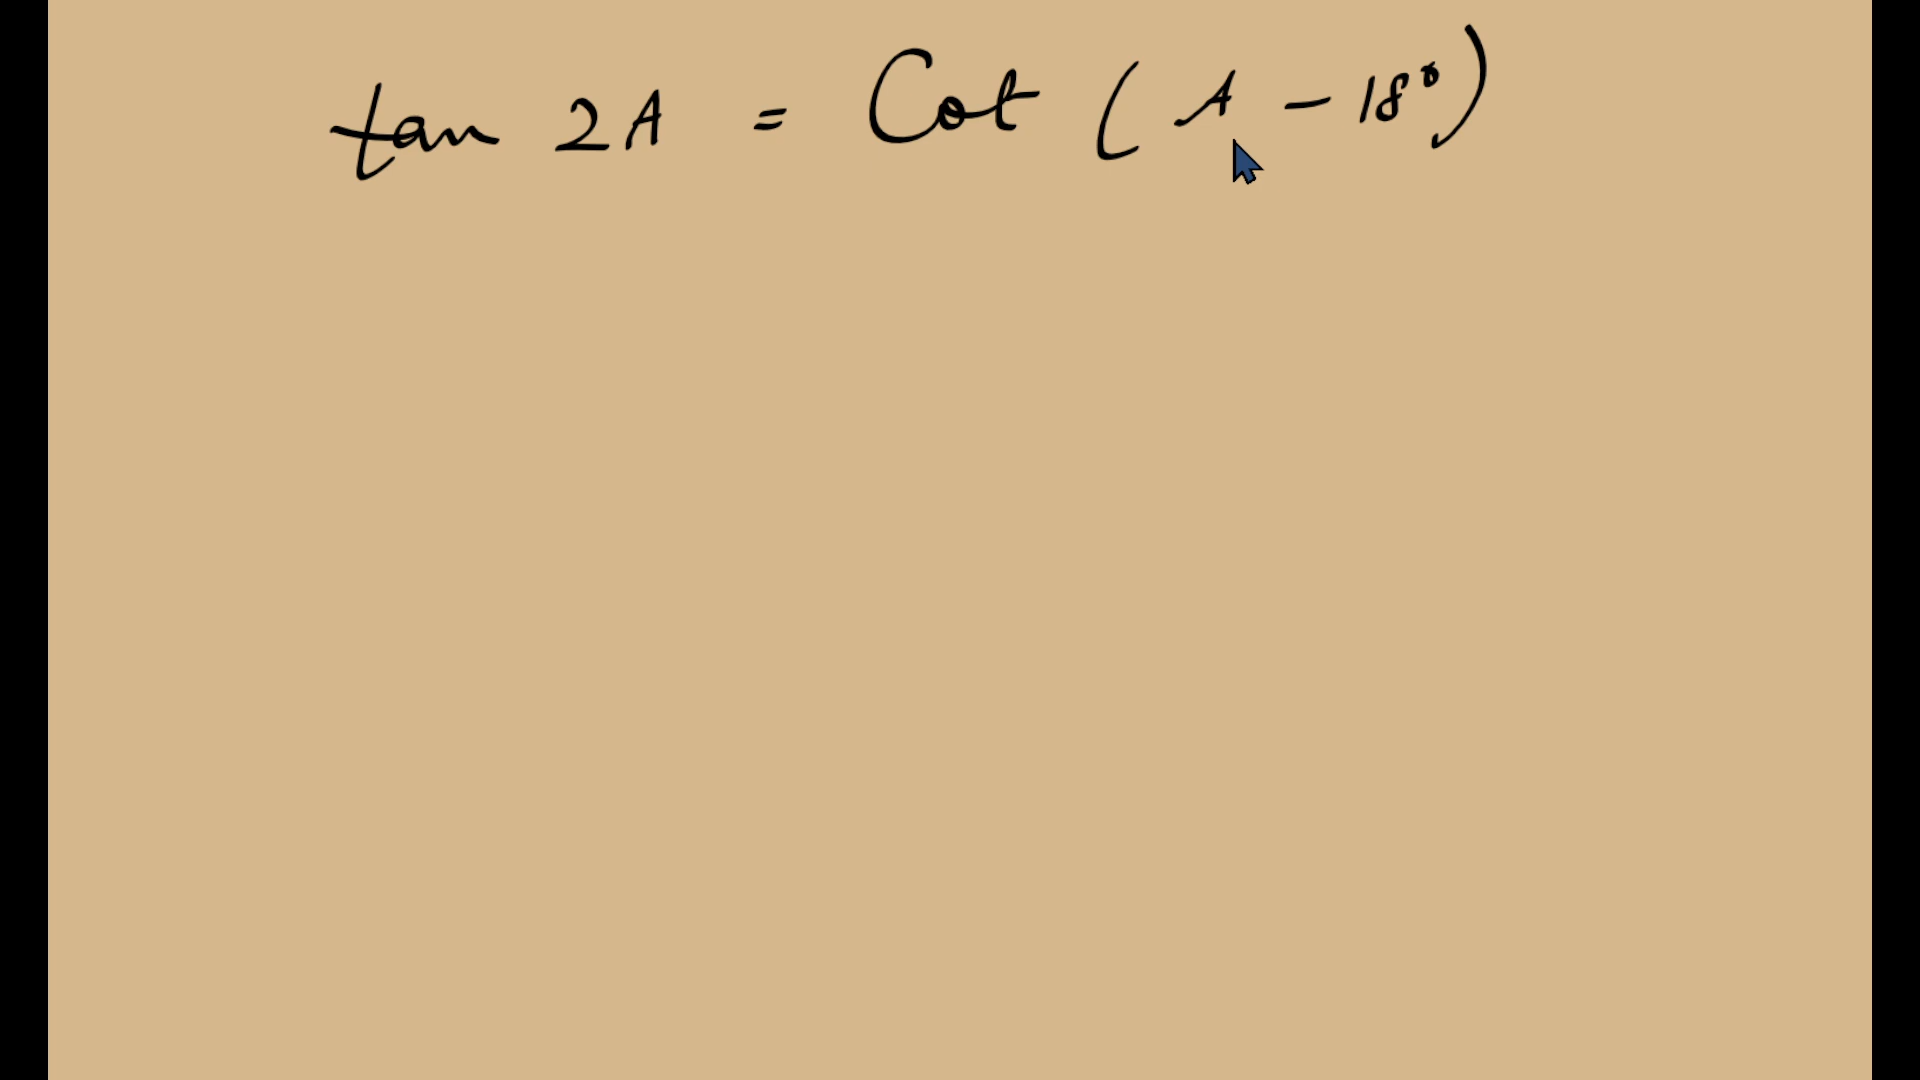 tan 2A = Cot (A - 18°)